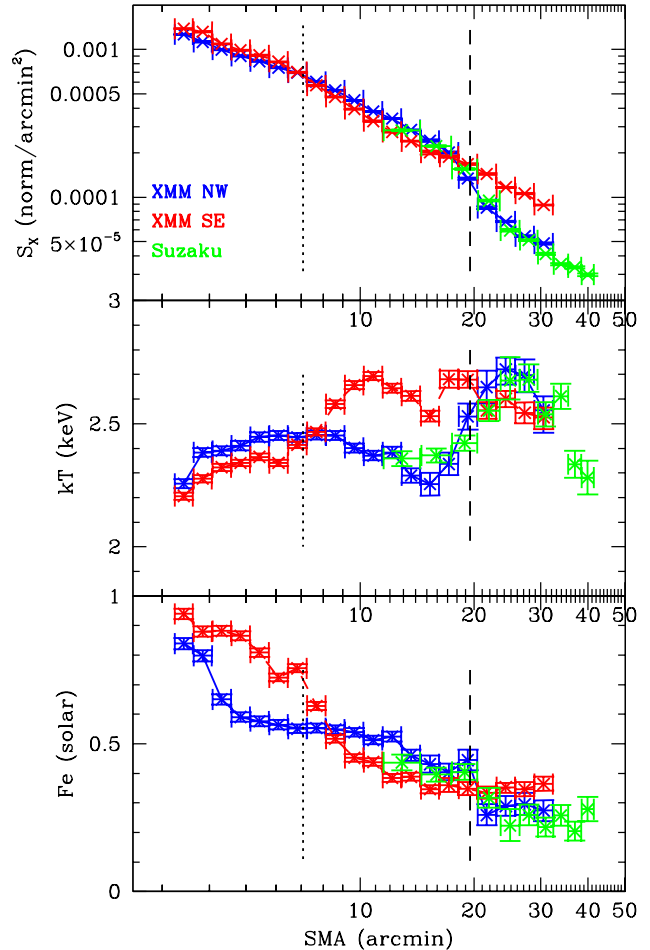 S_X (norm/arcmin²)
0.001
0.0005
0.0001
5×10⁻⁵
XMM NW
XMM SE
Suzaku
10 20 30 40 50
kT (keV)
3
2.5
2
10 20 30 40 50
Fe (solar)
1
0.5
0
10 20 30 40 50
SMA (arcmin)